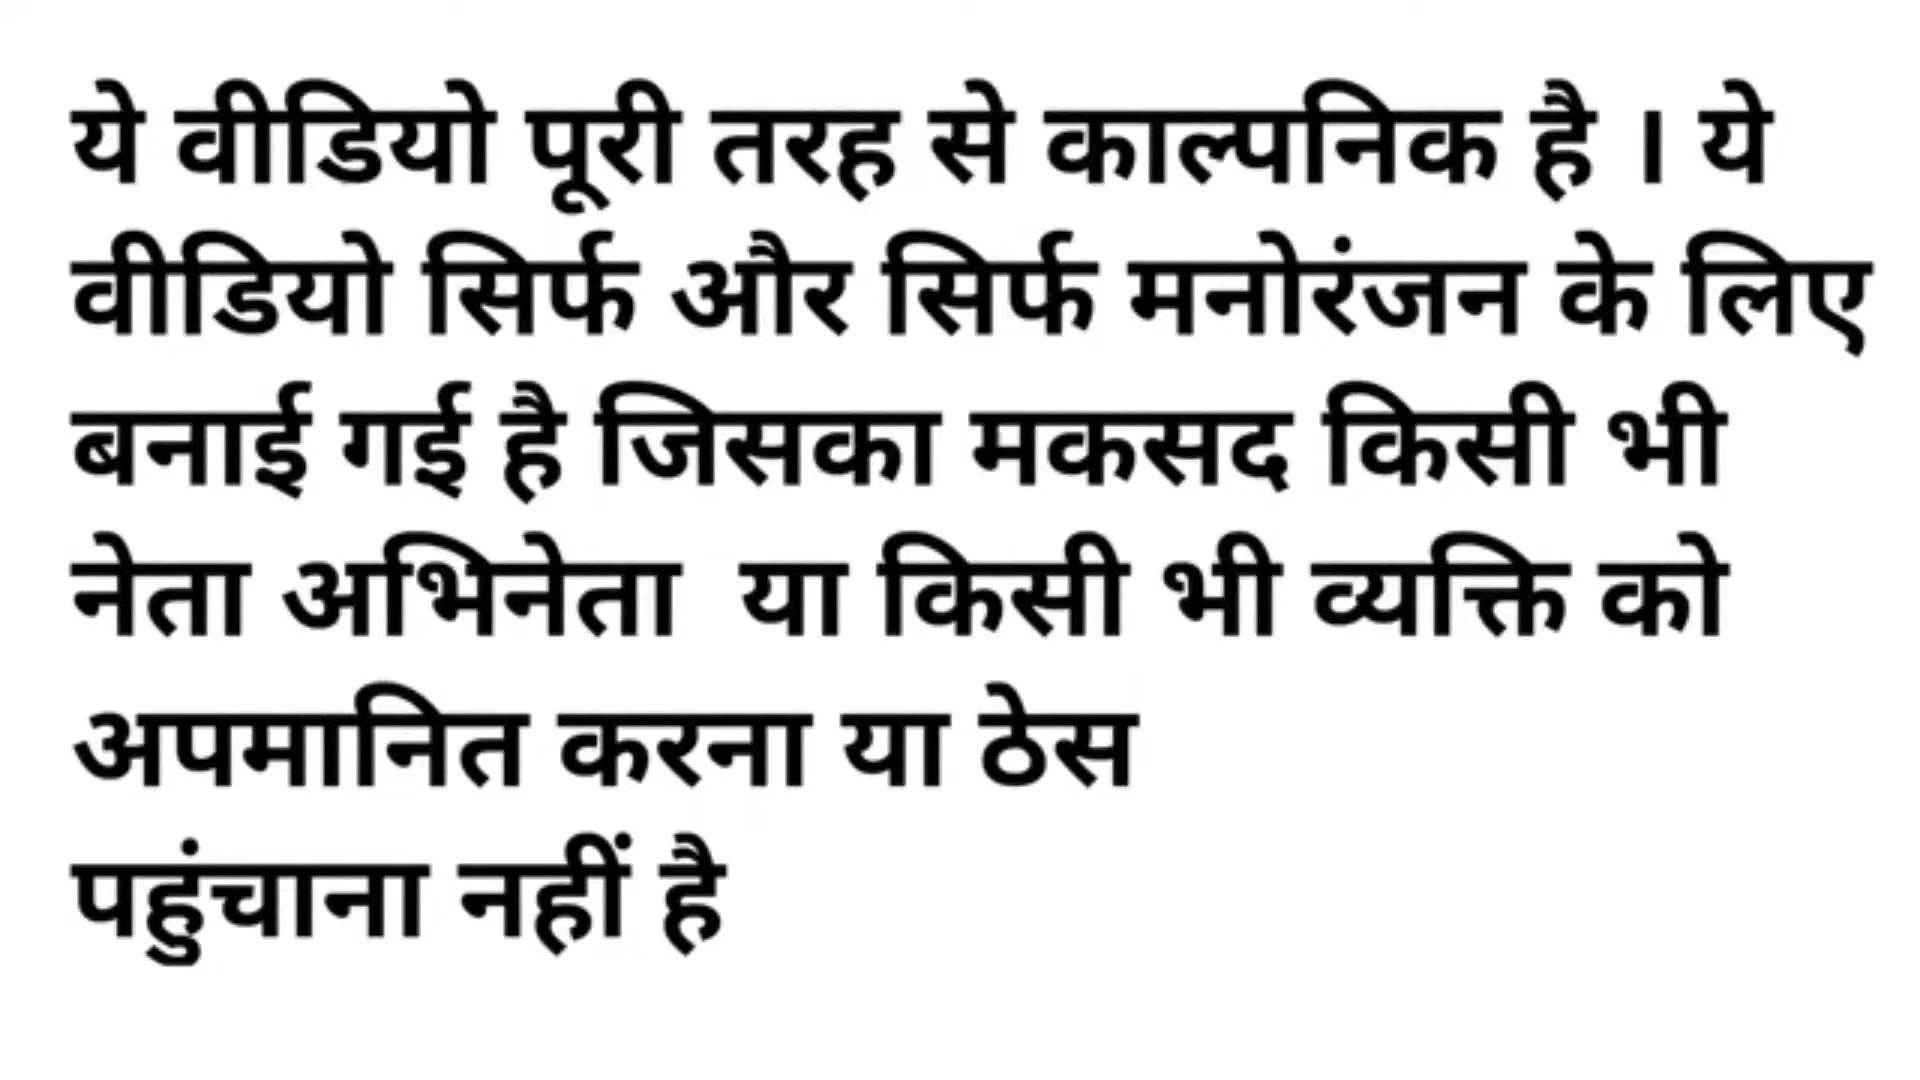 ये वीडियो पूरी तरह से काल्पनिक है । ये
वीडियो सिर्फ और सिर्फ मनोरंजन के लिए
बनाई गई है जिसका मकसद किसी भी
नेता अभिनेता  या किसी भी व्यक्ति को
अपमानित करना या ठेस
पहुंचाना नहीं है